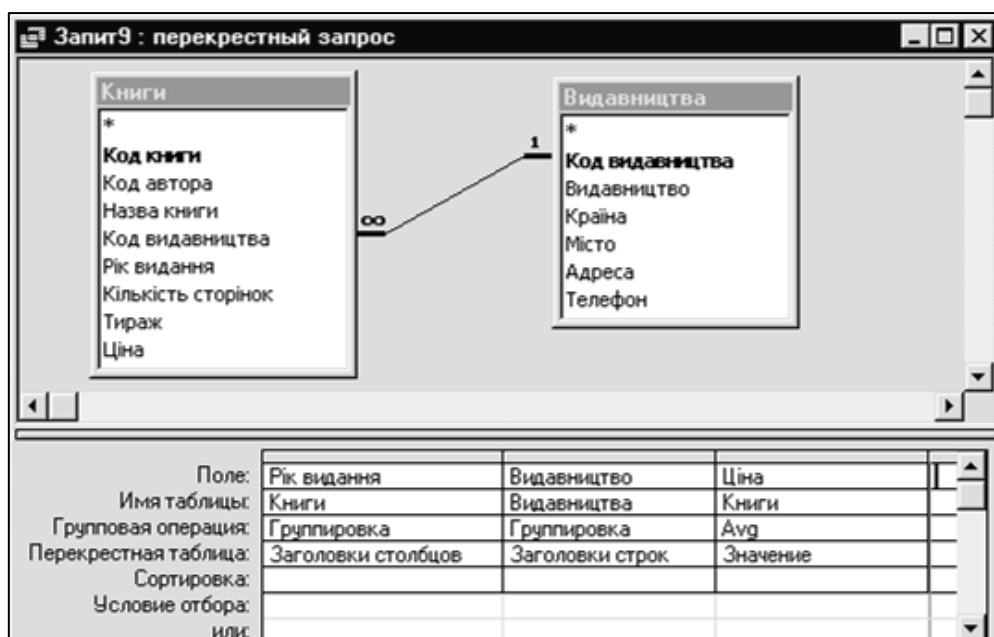 Запит9 : перекрестный запрос
Книги
*
Код книги
Код автора
Назва книги
Код видавництва
Рік видання
Кількість сторінок
Тираж
Ціна
∞
1
Видавництва
*
Код видавництва
Видавництво
Країна
Місто
Адреса
Телефон
Поле: Рік видання Видавництво Ціна
Имя таблицы: Книги Видавництва Книги
Групповая операция: Группировка Группировка Avg
Перекрестная таблица: Заголовки столбцов Заголовки строк Значение
Сортировка:
Условие отбора:
или: